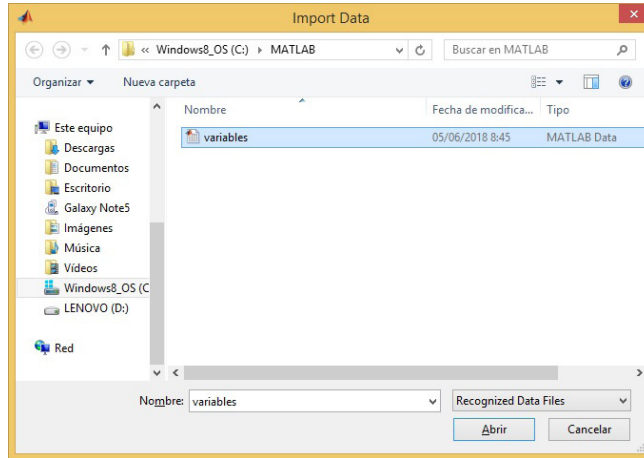 Import Data
« Windows8_OS (C:) MATLAB Buscar en MATLAB
Organizar Nueva carpeta
Nombre Fecha de modifica... Tipo
variables 05/06/2018 8:45 MATLAB Data
Este equipo
Descargas
Documentos
Escritorio
Galaxy Note5
Imágenes
Música
Vídeos
Windows8_OS (C
LENOVO (D:)
Red
Nombre: variables Recognized Data Files
Abrir Cancelar